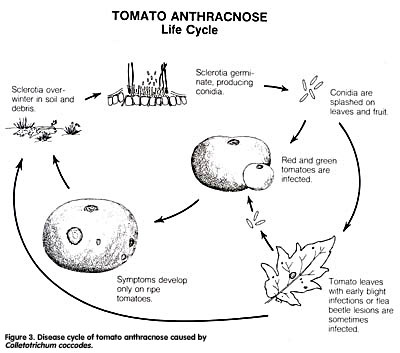 TOMATO ANTHRACNOSE
Life Cycle
Sclerotia over-
winter in soil and
debris.
Sclerotia germi-
nate, producing
conidia.
Conidia are
splashed on
leaves and fruit.
Red and green
tomatoes are
infected.
Symptoms develop
only on ripe
tomatoes.
Tomato leaves
with early blight
infections or flea
beetle lesions are
sometimes
infected.
Figure 3. Disease cycle of tomato anthracnose caused by
Colletotrichum coccodes.